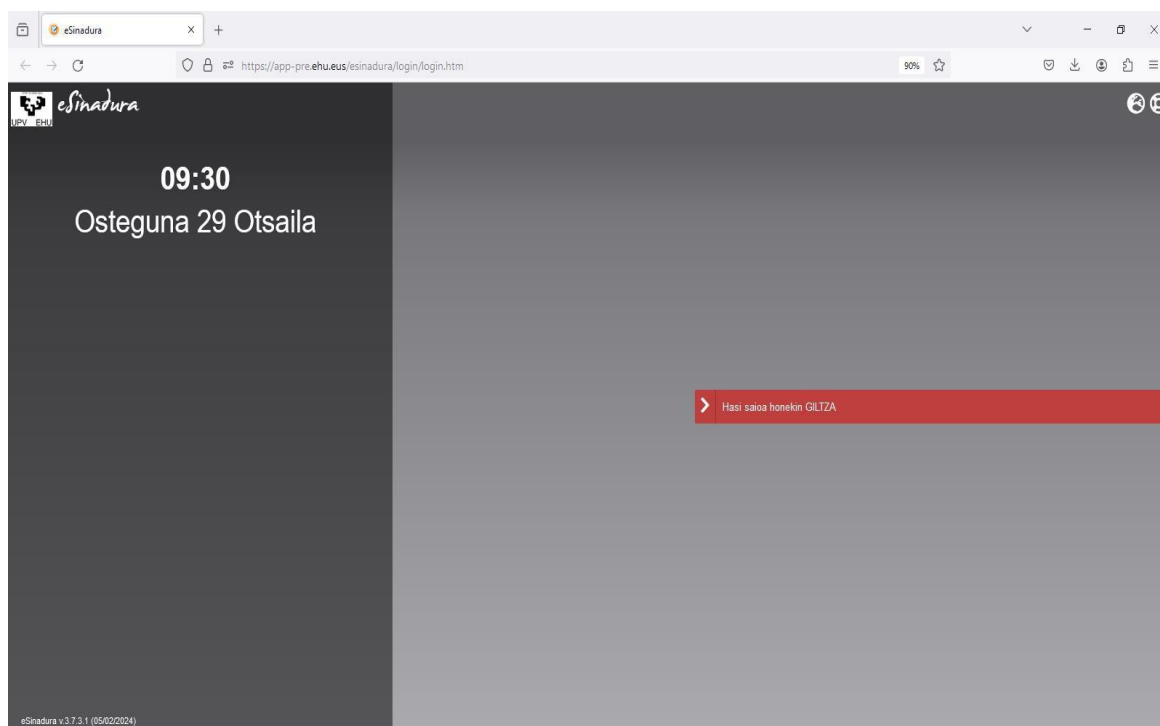 eSinadura
https://app-pre.ehu.eus/esinadura/login/login.htm
90%
UPV EHU
eSinadura
09:30
Osteguna 29 Otsaila
Hasi saioa honekin GILTZA
eSinadura v.3.7.3.1 (05/02/2024)